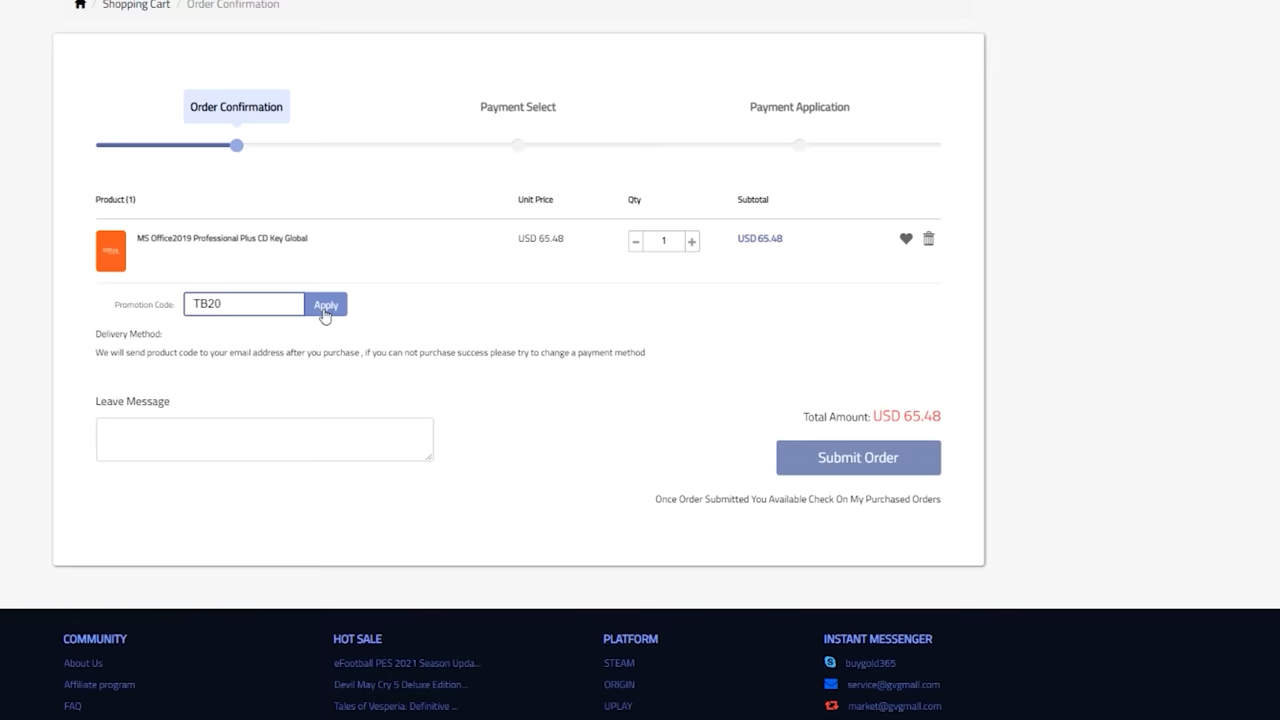 Shopping Cart / Order Confirmation
Order Confirmation
Payment Select
Payment Application
Product (1)
Unit Price
Qty
Subtotal
MS Office2019 Professional Plus CD Key Global
USD 65.48
1
USD 65.48
Promotion Code:
TB20
Apply
Delivery Method:
We will send product code to your email address after you purchase , if you can not purchase success please try to change a payment method
Leave Message
Total Amount: USD 65.48
Submit Order
Once Order Submitted You Available Check On My Purchased Orders
COMMUNITY
HOT SALE
PLATFORM
INSTANT MESSENGER
About Us
eFootball PES 2021 Season Upda...
STEAM
buygold365
Affiliate program
Devil May Cry 5 Deluxe Edition...
ORIGIN
service@gvgmall.com
FAQ
Tales of Vesperia: Definitive ...
UPLAY
market@gvgmall.com